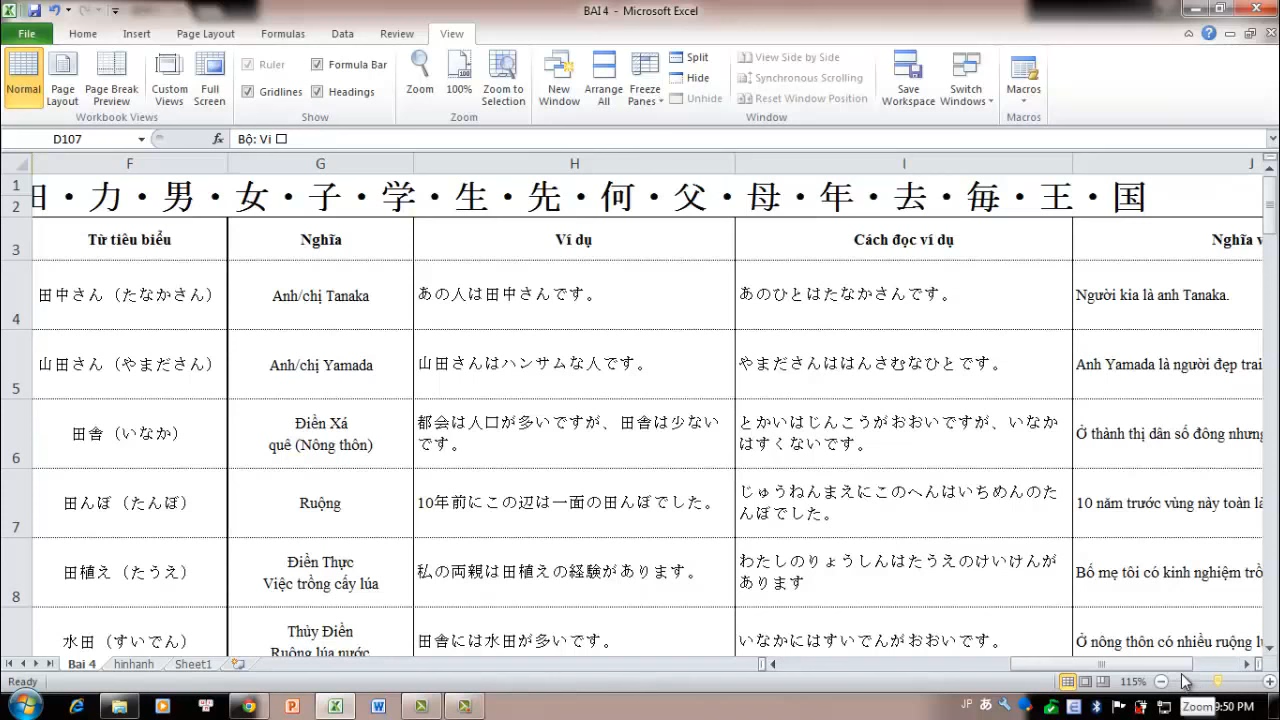 BAI 4 - Microsoft Excel
File Home Insert Page Layout Formulas Data Review View
Normal Page Layout Page Break Preview Custom Views Full Screen
Workbook Views
Ruler Formula Bar
Gridlines Headings
Show
Zoom 100% Zoom to Selection
Zoom
New Window Arrange All Freeze Panes
Split
Hide
Unhide
View Side by Side
Synchronous Scrolling
Reset Window Position
Window
Save Workspace Switch Windows
Macros
Macros
D107 fx Bộ: Vi □
F G H I J
1
2
・力・男・女・子・学・生・先・何・父・母・年・去・毎・王・国
3 Từ tiêu biểu Nghĩa Ví dụ Cách đọc ví dụ Nghĩa
4 田中さん（たなかさん） Anh/chị Tanaka あの人は田中さんです。 あのひとはたなかさんです。 Người kia là anh Tanaka.
5 山田さん（やまださん） Anh/chị Yamada 山田さんはハンサムな人です。 やまださんははんさむなひとです。 Anh Yamada là người đẹp trai
6 田舎（いなか） Điền Xá
quê (Nông thôn) 都会は人口が多いですが、田舎は少ない
です。 とかいはじんこうがおおいですが、いなか
はすくないです。 Ở thành thị dân số đông nhưng
7 田んぼ（たんぼ） Ruộng 10年前にこの辺は一面の田んぼでした。 じゅうねんまえにこのへんはいちめんのた
んぼでした。 10 năm trước vùng này toàn là
8 田植え（たうえ） Điền Thực
Việc trồng cấy lúa 私の両親は田植えの経験があります。 わたしのりょうしんはたうえのけいけんが
あります Bố mẹ tôi có kinh nghiệm trồ
水田（すいでん） Thủy Điền
Ruộng lúa nước 田舎には水田が多いです。 いなかにはすいでんがおおいです。 Ở nông thôn có nhiều ruộng
Bai 4 hinhanh Sheet1
Ready 115%
Zoom
JP あ 9:50 PM